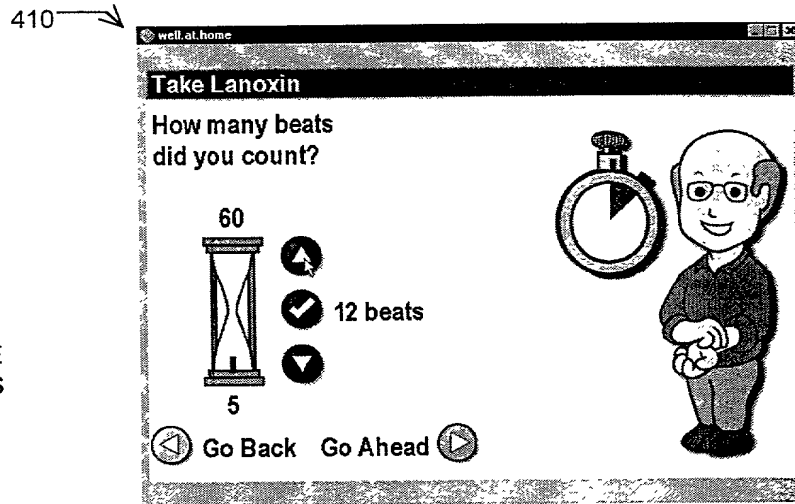 410
well.at.home
Take Lanoxin
How many beats
did you count?
60
12 beats
5
Go Back Go Ahead
E
S